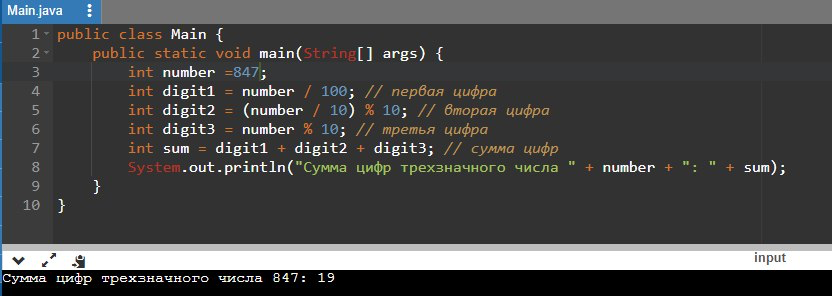 Main.java
1 public class Main {
2 public static void main(String[] args) {
3 int number =847;
4 int digit1 = number / 100; // первая цифра
5 int digit2 = (number / 10) % 10; // вторая цифра
6 int digit3 = number % 10; // третья цифра
7 int sum = digit1 + digit2 + digit3; // сумма цифр
8 System.out.println("Сумма цифр трехзначного числа " + number + ": " + sum);
9 }
10 }
input
Сумма цифр трехзначного числа 847: 19